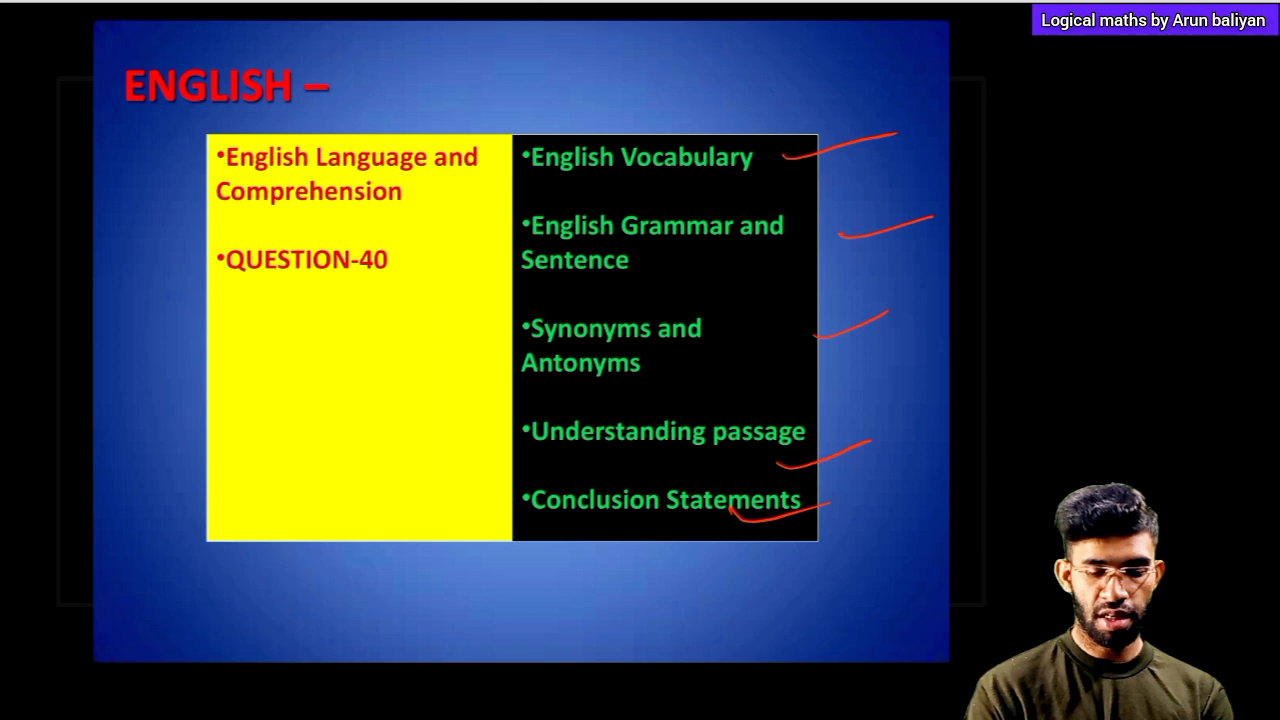 Logical maths by Arun baliyan
ENGLISH –
•English Language and
Comprehension
•QUESTION-40
•English Vocabulary
•English Grammar and
Sentence
•Synonyms and
Antonyms
•Understanding passage
•Conclusion Statements